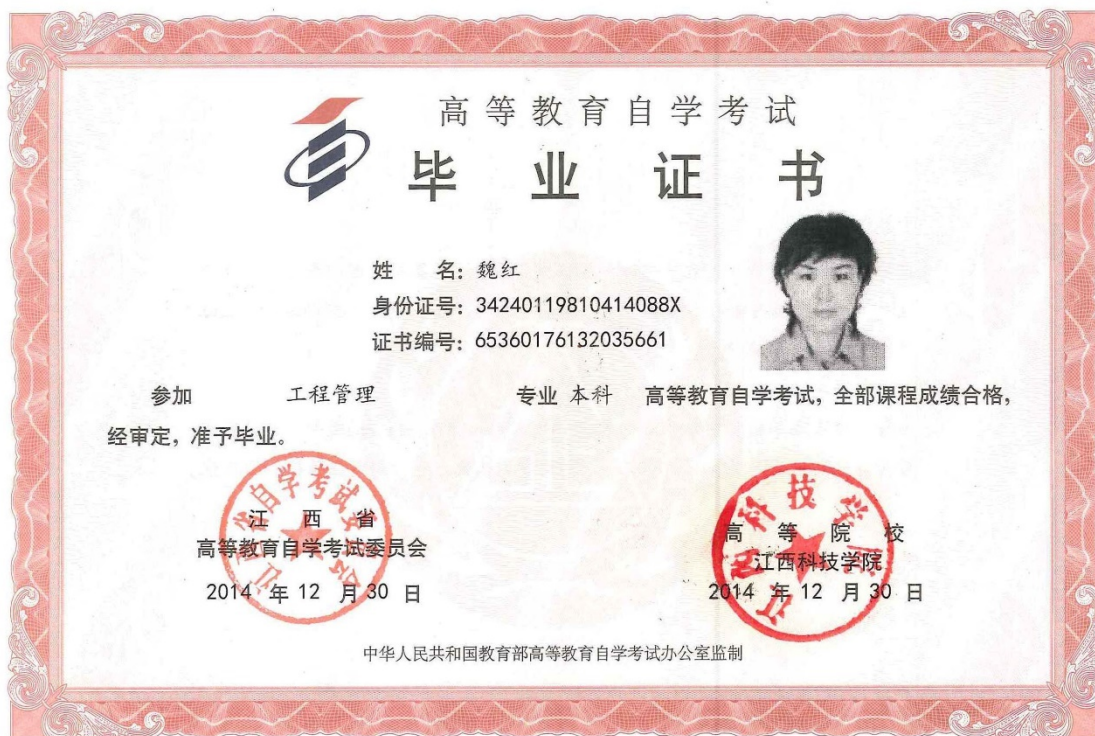 高等教育自学考试
毕业证书
姓 名：魏红
身份证号：34240119810414088X
证书编号：65360176132035661
参加 工程管理 专业 本科 高等教育自学考试，全部课程成绩合格，
经审定，准予毕业。
江西省
高等教育自学考试委员会
2014 年 12 月 30 日
高等院校
江西科技学院
2014 年 12 月 30 日
江西科技学院
中华人民共和国教育部高等教育自学考试办公室监制